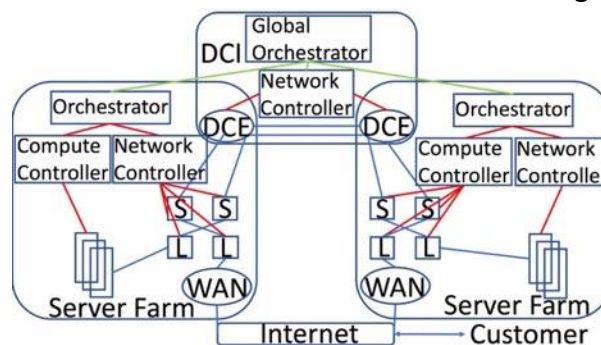 Global
DCI Orchestrator
Network
Controller
DCE
DCE
Orchestrator
Compute
Controller
Network
Controller
S
S
L
L
WAN
Server Farm
Orchestrator
Compute
Controller
Network
Controlle
S
S
L
L
WAN
Server Farm
Internet
Customer